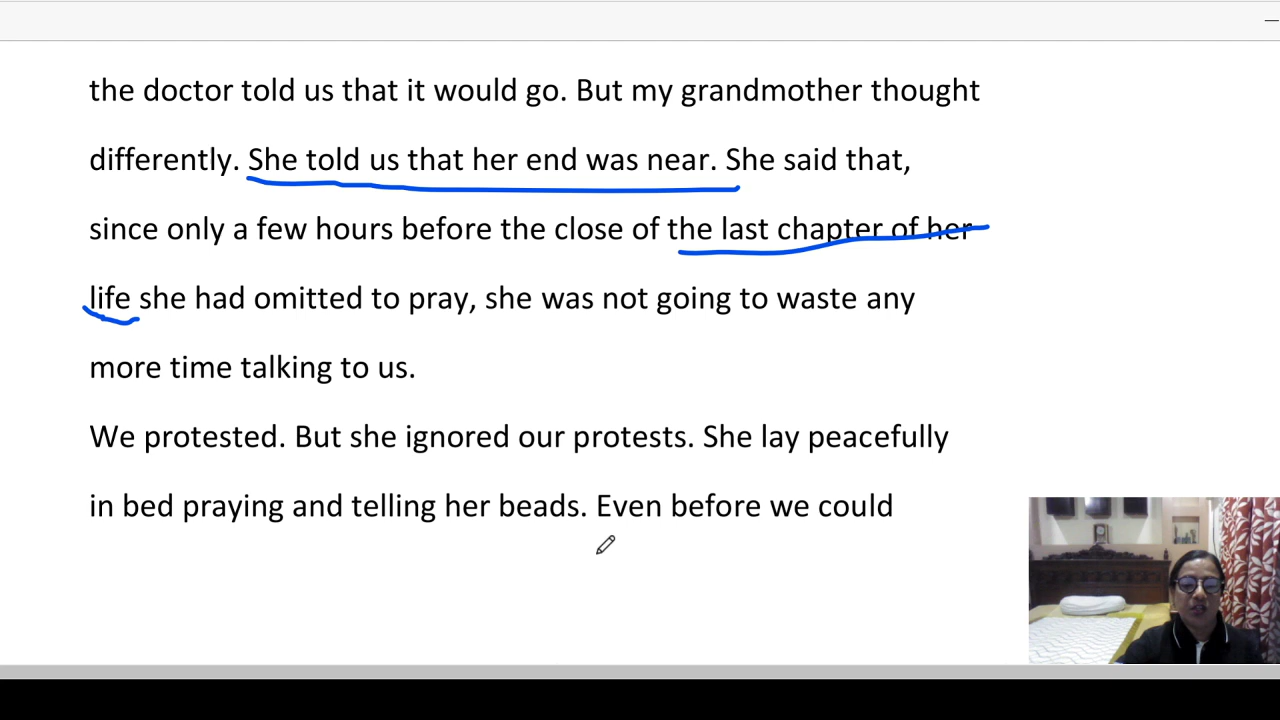 the doctor told us that it would go. But my grandmother thought
differently. She told us that her end was near. She said that,
since only a few hours before the close of the last chapter of her
life she had omitted to pray, she was not going to waste any
more time talking to us.
We protested. But she ignored our protests. She lay peacefully
in bed praying and telling her beads. Even before we could